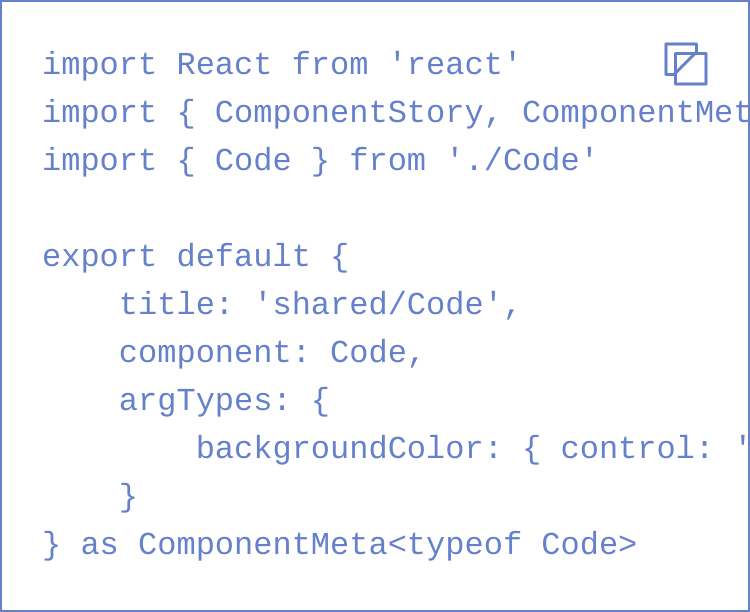 import React from 'react'
import { ComponentStory, ComponentMet
import { Code } from './Code'
export default {
    title: 'shared/Code',
    component: Code,
    argTypes: {
        backgroundColor: { control: '
    }
} as ComponentMeta<typeof Code>